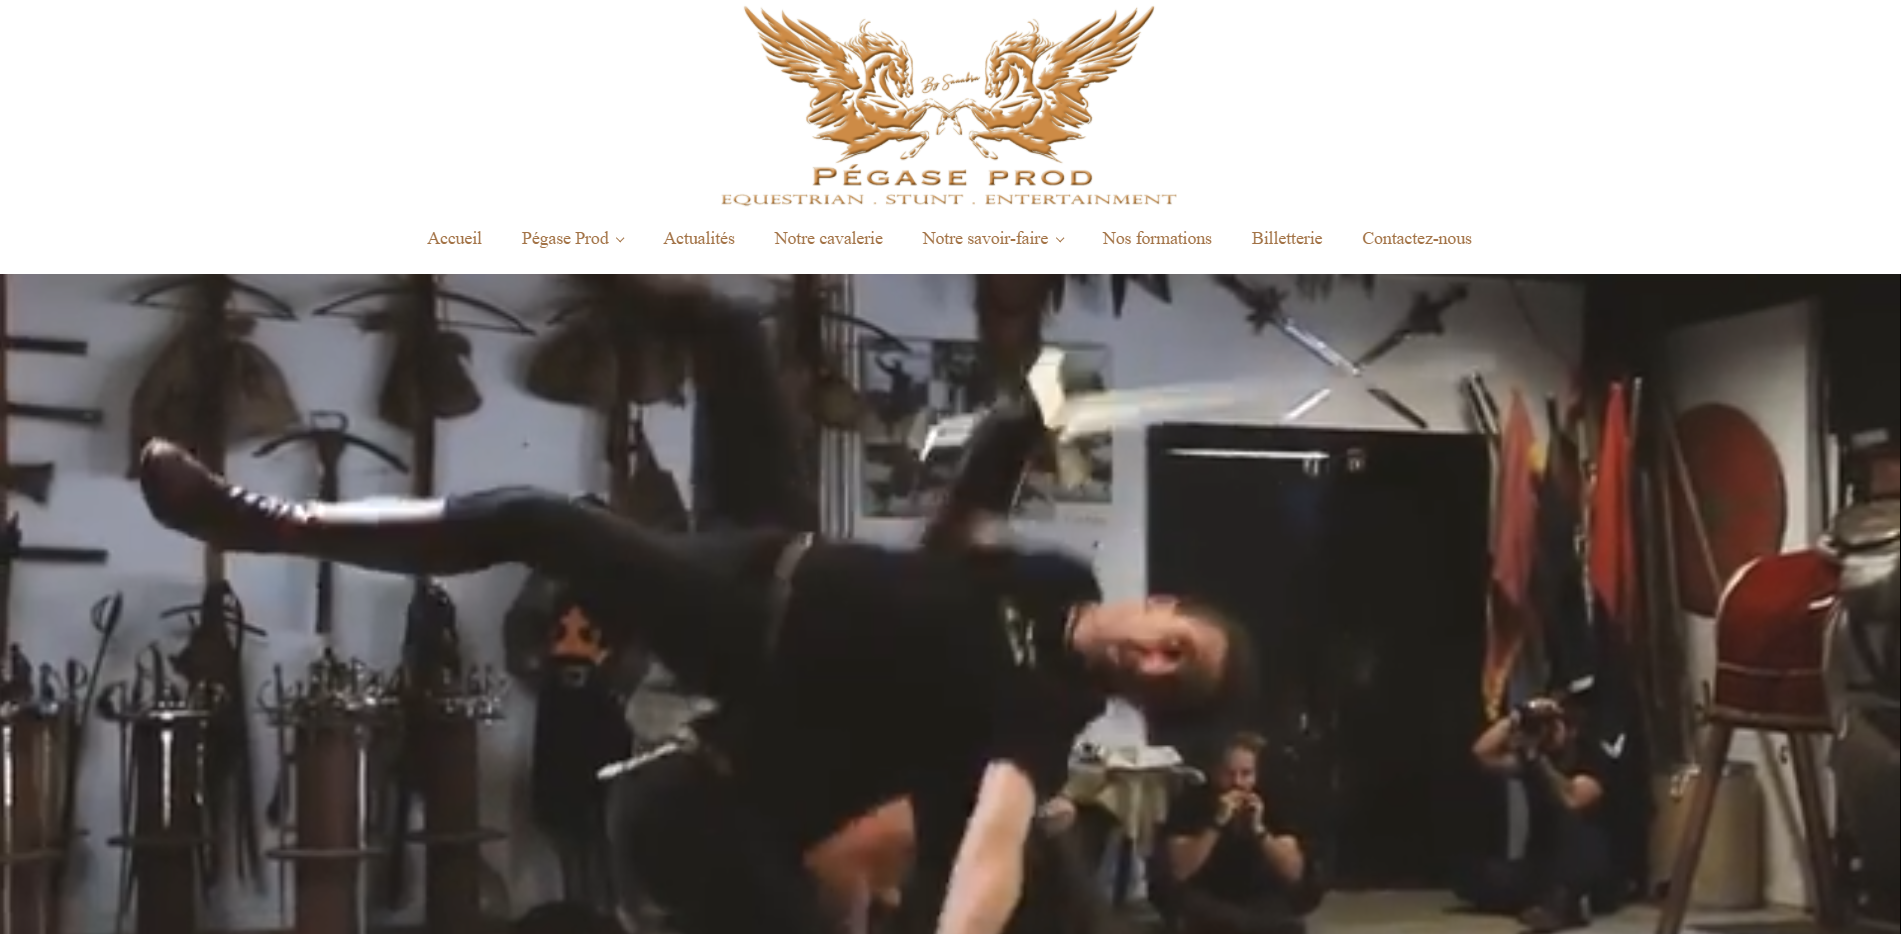 By Sanabra
PÉGASE PROD
EQUESTRIAN . STUNT . ENTERTAINMENT
Accueil Pégase Prod Actualités Notre cavalerie Notre savoir-faire Nos formations Billetterie Contactez-nous